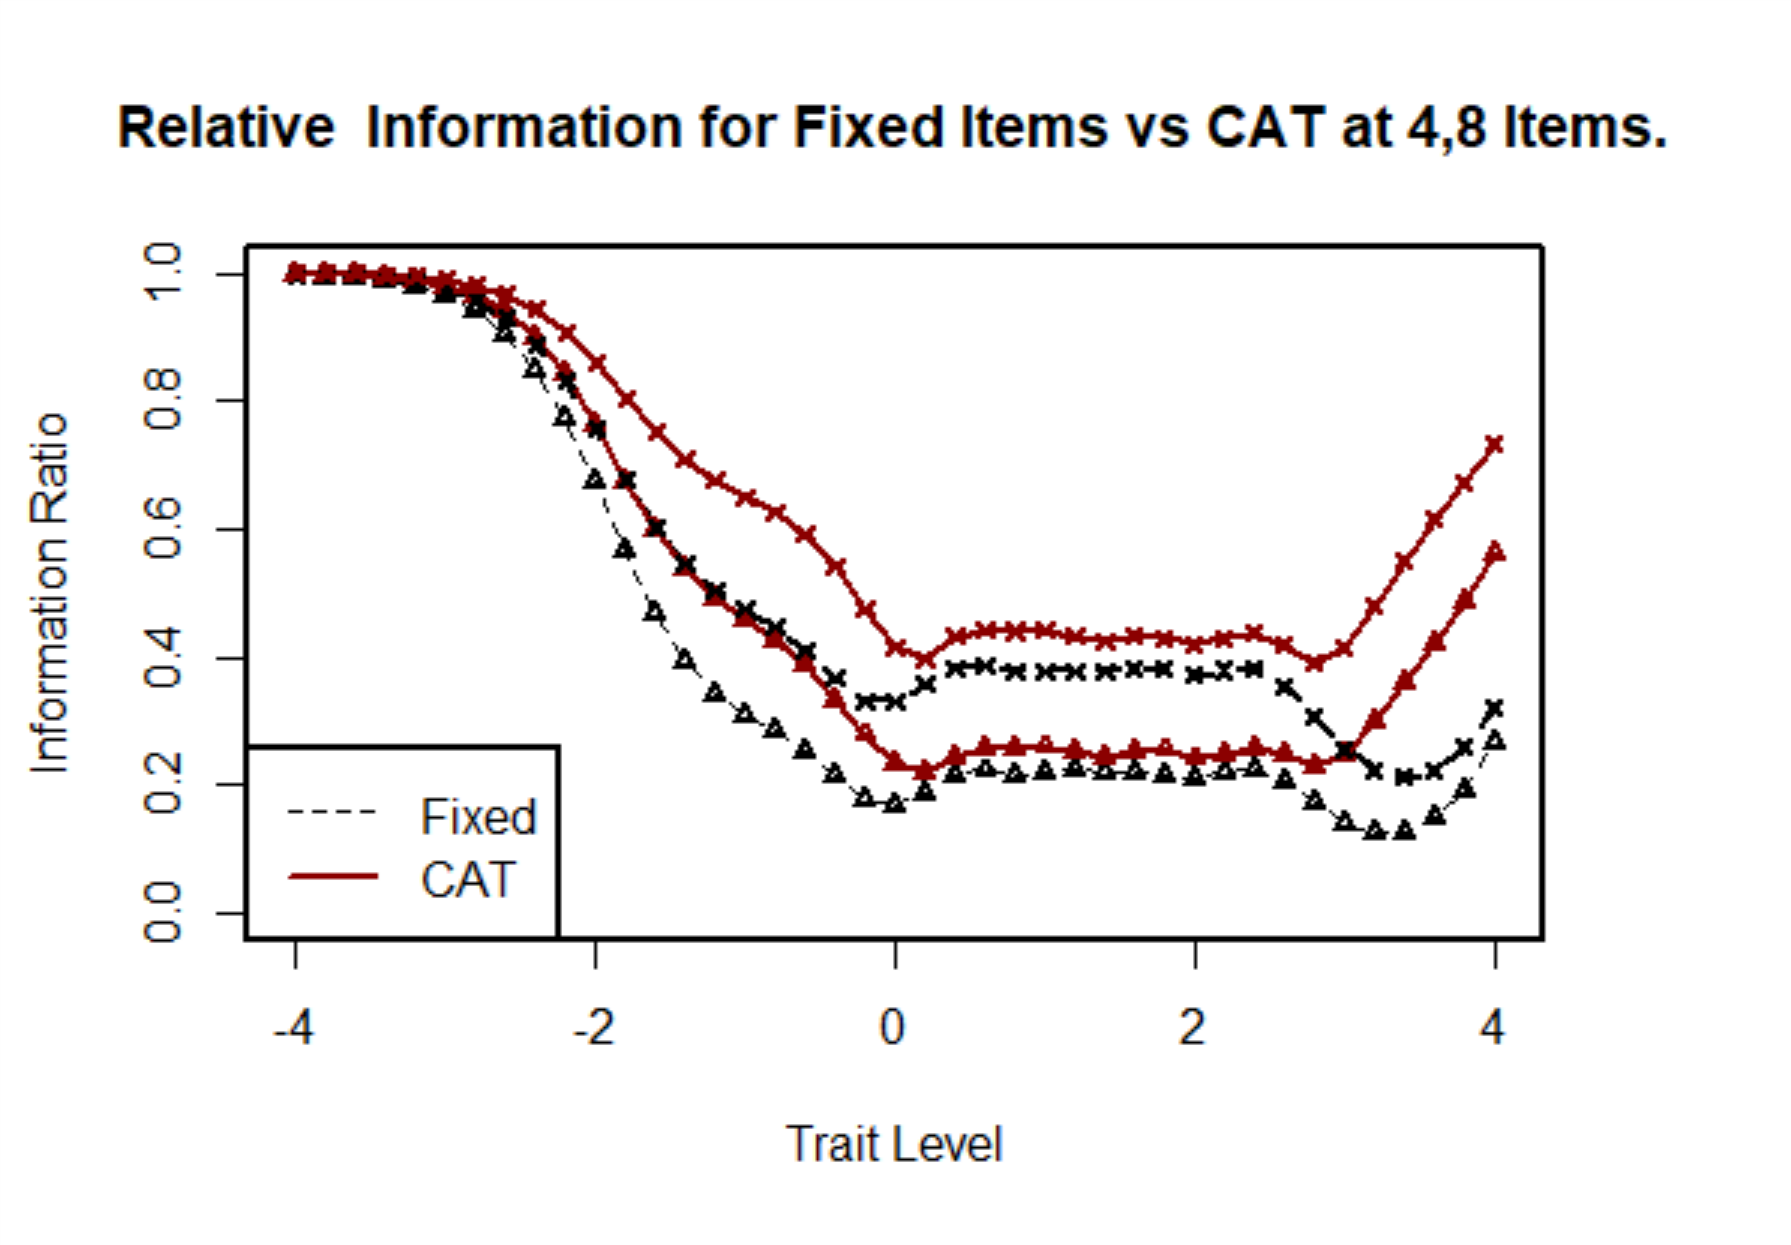 Relative  Information for Fixed Items vs CAT at 4,8 Items.
Information Ratio
1.0
0.8
0.6
0.4
0.2
0.0
Fixed
CAT
-4
-2
0
2
4
Trait Level